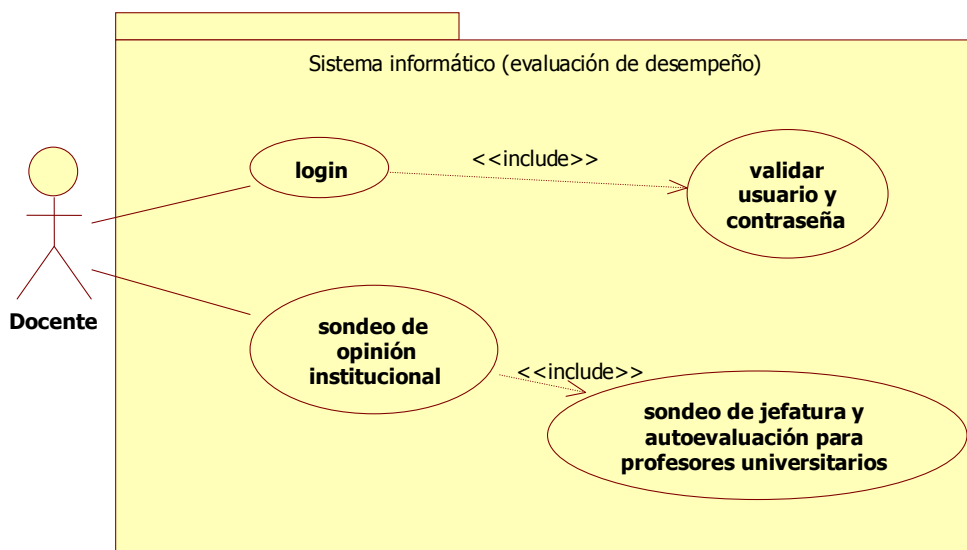 Sistema informático (evaluación de desempeño)
login
<<include>>
validar
usuario y
contraseña
Docente
sondeo de
opinión
institucional
<<include>>
sondeo de jefatura y
autoevaluación para
profesores universitarios